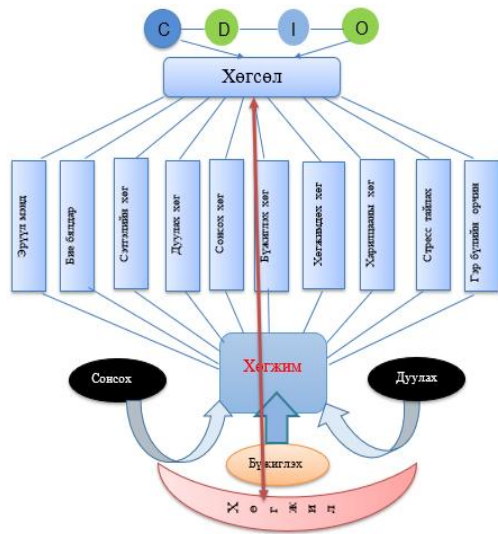 C D I O
Хөгсөл
Эрүүл мэнд
Бие бялдар
Сэтгэлийн хөг
Дуулах хөг
Сонсох хөг
Бүжиглэх хөг
Хөгжимдөх хөг
Харилцааны хөг
Стресс тайлах
Гэр бүлийн орчин
Хөгжим
Сонсох
Дуулах
Бүжиглэх
Хөгжил